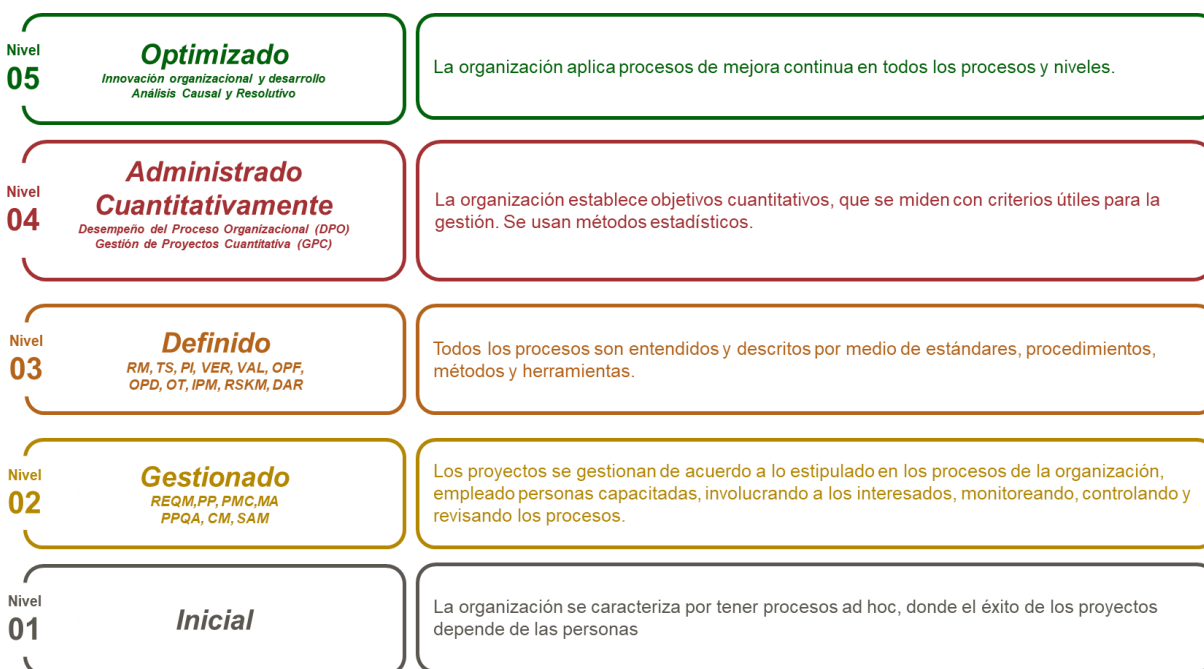 Nivel
05
Optimizado
Innovación organizacional y desarrollo
Análisis Causal y Resolutivo
La organización aplica procesos de mejora continua en todos los procesos y niveles.
Nivel
04
Administrado
Cuantitativamente
Desempeño del Proceso Organizacional (DPO)
Gestión de Proyectos Cuantitativa (GPC)
La organización establece objetivos cuantitativos, que se miden con criterios útiles para la
gestión. Se usan métodos estadísticos.
Nivel
03
Definido
RM, TS, PI, VER, VAL, OPF,
OPD, OT, IPM, RSKM, DAR
Todos los procesos son entendidos y descritos por medio de estándares, procedimientos,
métodos y herramientas.
Nivel
02
Gestionado
REQM,PP, PMC,MA
PPQA, CM, SAM
Los proyectos se gestionan de acuerdo a lo estipulado en los procesos de la organización,
empleado personas capacitadas, involucrando a los interesados, monitoreando, controlando y
revisando los procesos.
Nivel
01
Inicial
La organización se caracteriza por tener procesos ad hoc, donde el éxito de los proyectos
depende de las personas